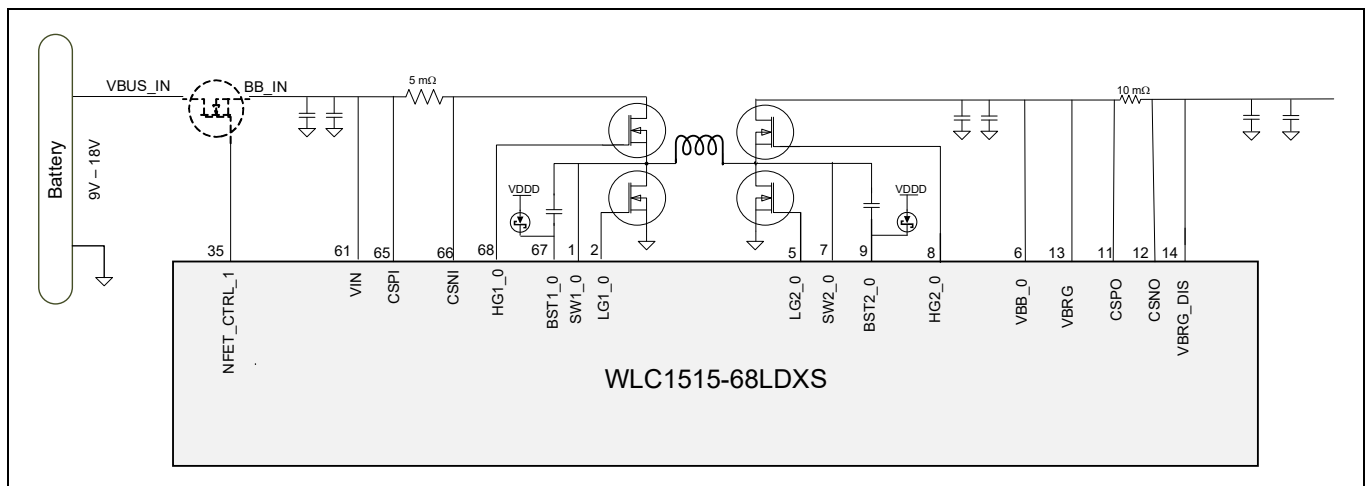 VBUS_IN
BB_IN
5 mΩ
10 mΩ
Battery
9V – 18V
VDDD
VDDD
35
61
65
66
68
67
1
2
5
7
9
8
6
13
11
12
14
NFET_CTRL_1
VIN
CSPI
CSNI
HG1_0
BST1_0
SW1_0
LG1_0
LG2_0
SW2_0
BST2_0
HG2_0
VBB_0
VBRG
CSPO
CSNO
VBRG_DIS
WLC1515-68LDXS